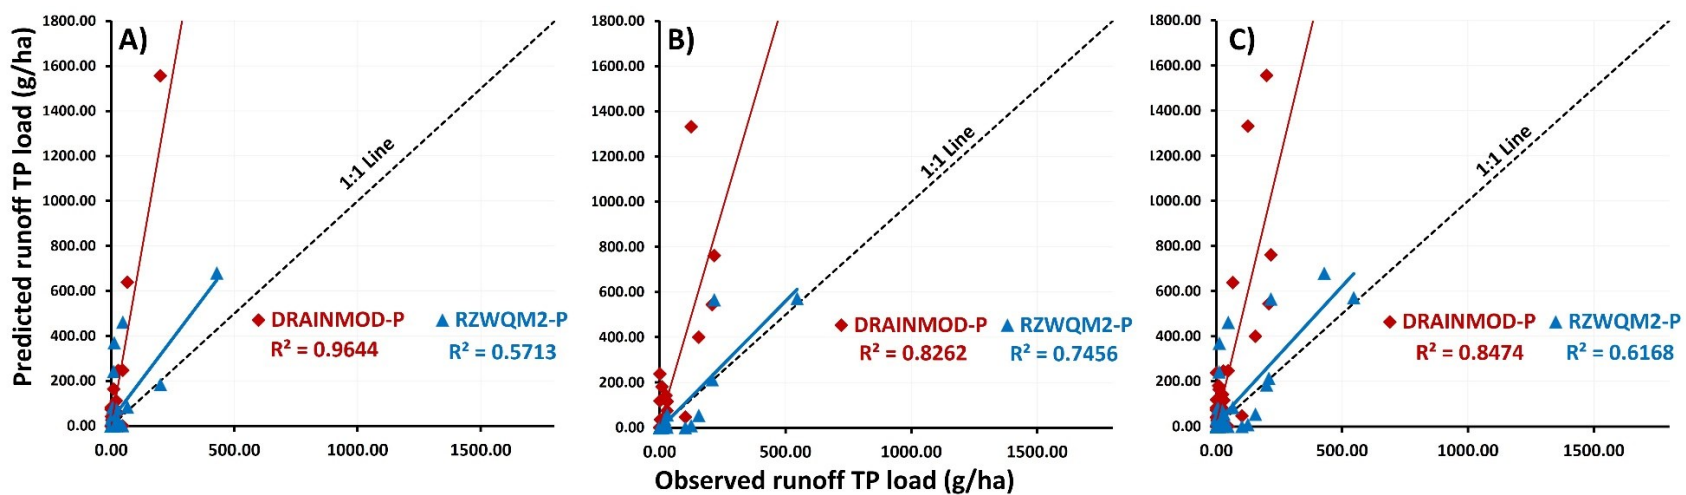 Predicted runoff TP load (g/ha)
A)
1800.00
1600.00
1400.00
1200.00
1000.00
800.00
600.00
400.00
200.00
0.00
0.00 500.00 1000.00 1500.00
1:1 Line
DRAINMOD-P RZWQM2-P
R² = 0.9644 R² = 0.5713
B)
1800.00
1600.00
1400.00
1200.00
1000.00
800.00
600.00
400.00
200.00
0.00
0.00 500.00 1000.00 1500.00
1:1 Line
DRAINMOD-P RZWQM2-P
R² = 0.8262 R² = 0.7456
C)
1800.00
1600.00
1400.00
1200.00
1000.00
800.00
600.00
400.00
200.00
0.00
0.00 500.00 1000.00 1500.00
1:1 Line
DRAINMOD-P RZWQM2-P
R² = 0.8474 R² = 0.6168
Observed runoff TP load (g/ha)